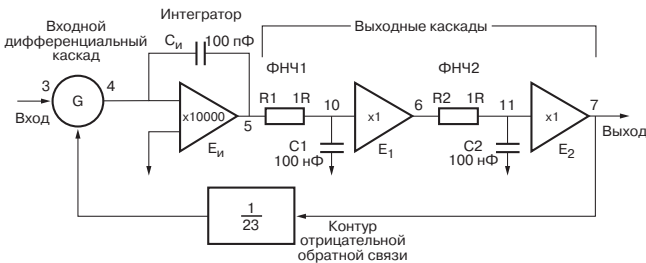 Интегратор
Входной
дифференциальный
каскад
Cи
100 пФ
Выходные каскады
ФНЧ1
ФНЧ2
3
G
4
Вход
x10000
Eи
5
R1
1R
10
C1
100 нФ
x1
E1
6
R2
1R
11
C2
100 нФ
x1
E2
7
Выход
1
23
Контур
отрицательной
обратной связи